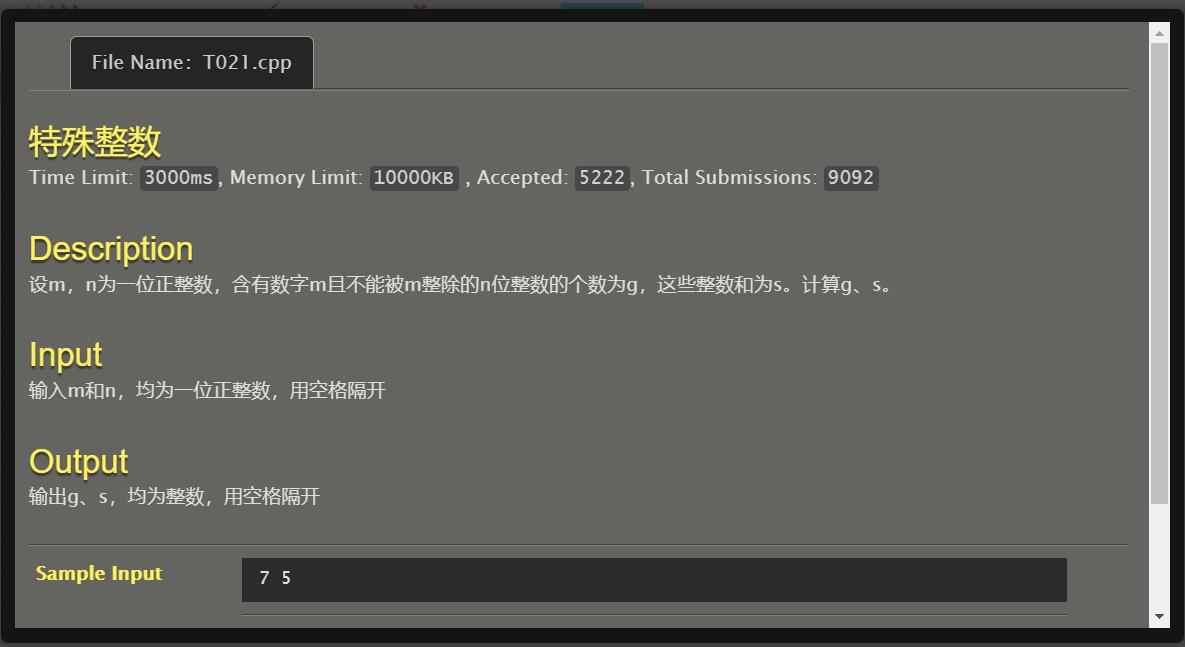 File Name: T021.cpp
特殊整数
Time Limit: 3000ms, Memory Limit: 10000KB , Accepted: 5222, Total Submissions: 9092
Description
设m，n为一位正整数，含有数字m且不能被m整除的n位整数的个数为g，这些整数和为s。计算g、s。
Input
输入m和n，均为一位正整数，用空格隔开
Output
输出g、s，均为整数，用空格隔开
Sample Input 7 5